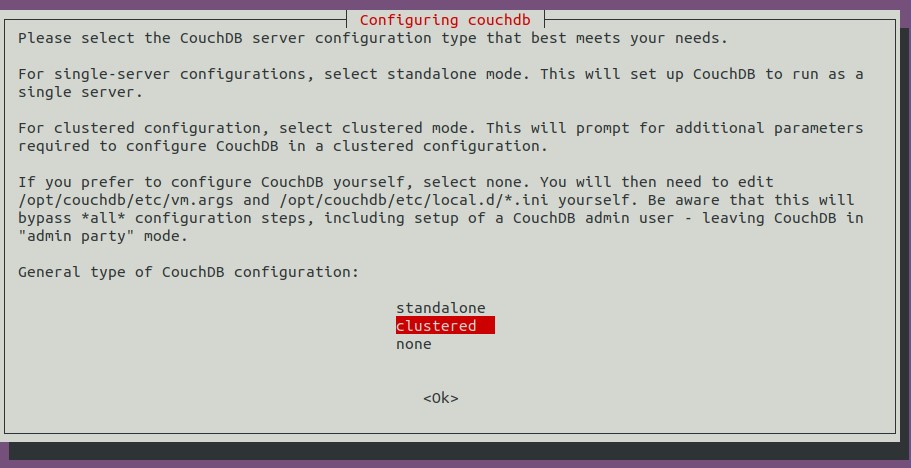 Configuring couchdb
Please select the CouchDB server configuration type that best meets your needs.
For single-server configurations, select standalone mode. This will set up CouchDB to run as a
single server.
For clustered configuration, select clustered mode. This will prompt for additional parameters
required to configure CouchDB in a clustered configuration.
If you prefer to configure CouchDB yourself, select none. You will then need to edit
/opt/couchdb/etc/vm.args and /opt/couchdb/etc/local.d/*.ini yourself. Be aware that this will
bypass *all* configuration steps, including setup of a CouchDB admin user - leaving CouchDB in
"admin party" mode.
General type of CouchDB configuration:
standalone
clustered
none
<Ok>